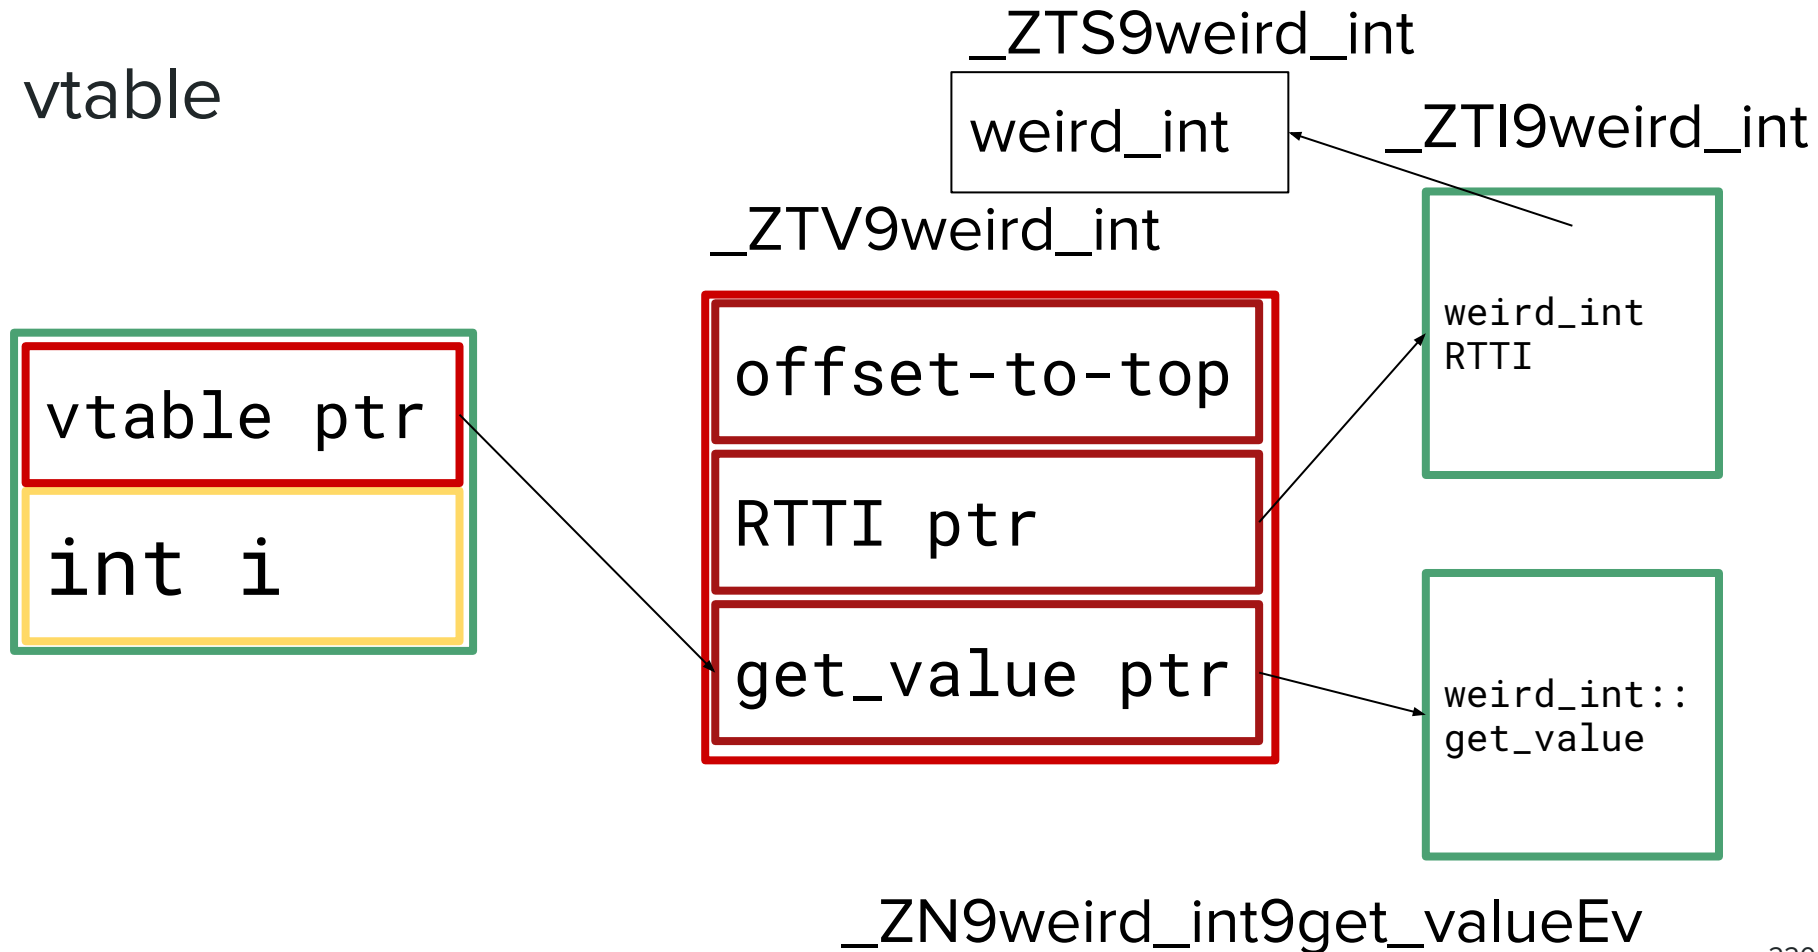 vtable
_ZTS9weird_int
weird_int
_ZTI9weird_int
_ZTV9weird_int
vtable ptr
int i
offset-to-top
RTTI ptr
get_value ptr
weird_int
RTTI
weird_int::
get_value
_ZN9weird_int9get_valueEv